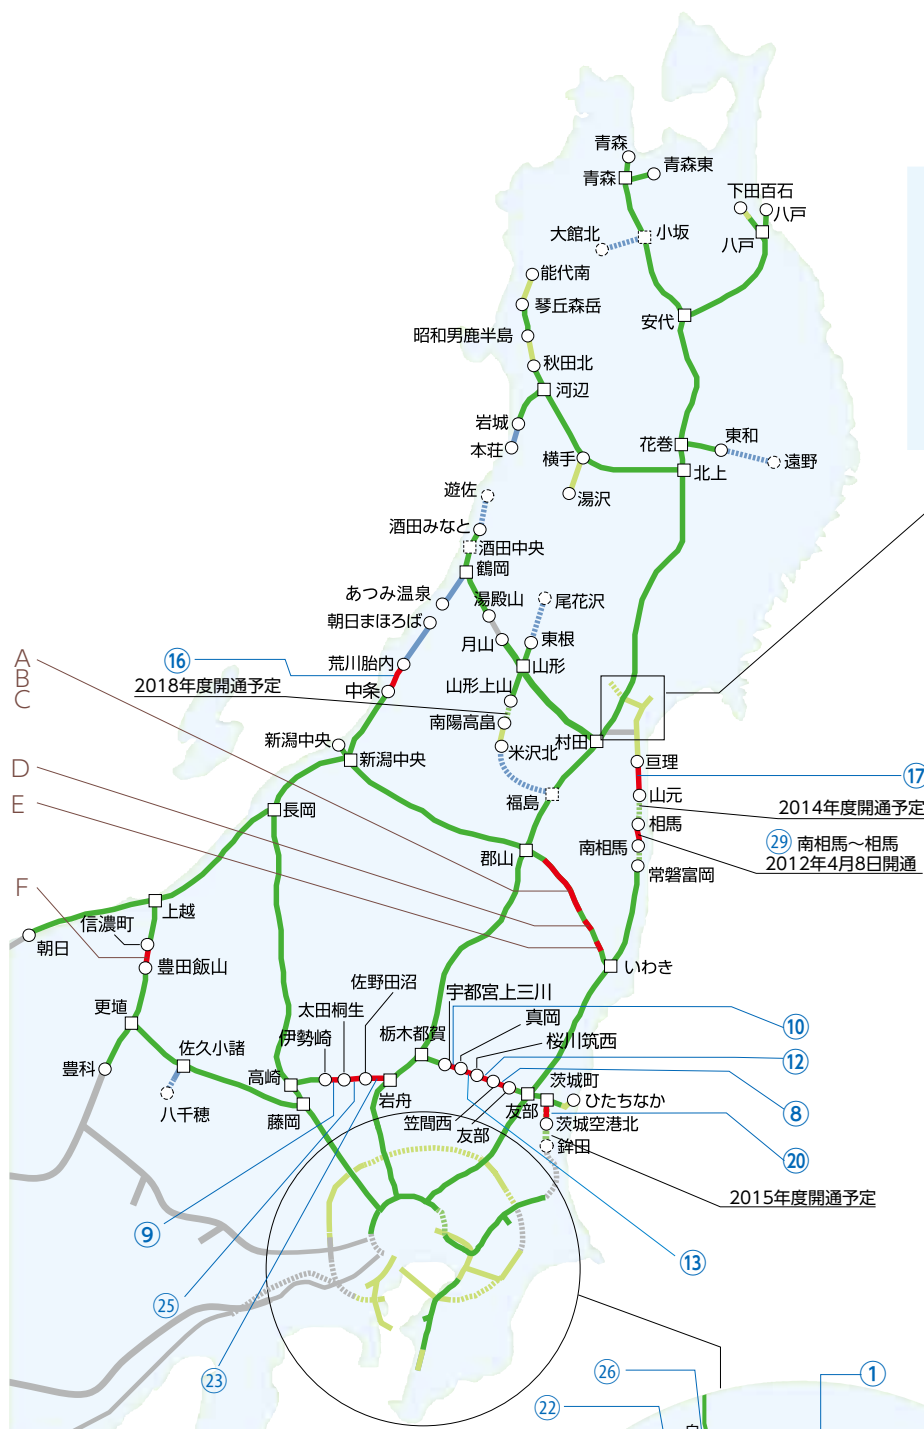 青森
青森
青森東
下田百石
八戸
八戸
大館北
小坂
能代南
琴丘森岳
安代
昭和男鹿半島
秋田北
河辺
岩城
本荘
花巻
東和
遠野
横手
北上
湯沢
遊佐
酒田みなと
酒田中央
鶴岡
あつみ温泉
湯殿山
尾花沢
朝日まほろば
月山
東根
A
B
C
⑯
荒川胎内
山形
2018年度開通予定
中条
山形上山
南陽高畠
新潟中央
新潟中央
米沢北
村田
亘理
D
⑰
福島
山元
E
2014年度開通予定
長岡
相馬
㉙ 南相馬～相馬
2012年4月8日開通
郡山
南相馬
常磐富岡
F
上越
信濃町
朝日
豊田飯山
いわき
佐野田沼
宇都宮上三川
太田桐生
更埴
栃木都賀
真岡
⑩
伊勢崎
桜川筑西
佐久小諸
⑫
豊科
高崎
岩舟
茨城町
ひたちなか
八千穂
藤岡
笠間西
友部
友部
⑧
茨城空港北
鉾田
⑳
2015年度開通予定
⑨
⑬
㉕
㉓
㉖
①
㉒